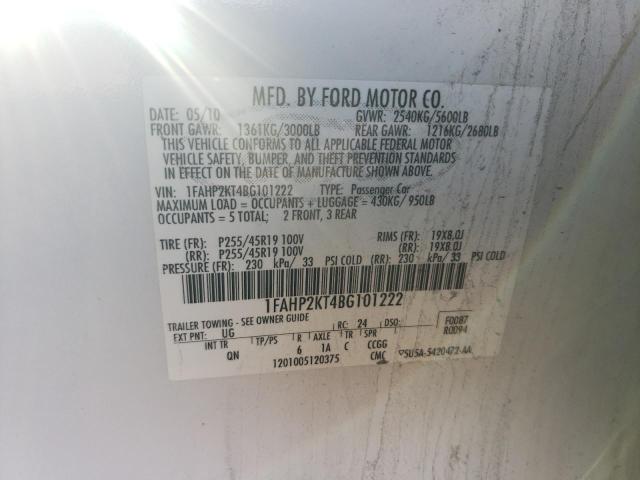 MFD. BY FORD MOTOR CO.
DATE: 05/10 GVWR: 2540KG/5600LB
FRONT GAWR: 1361KG/3000LB REAR GAWR: 1216KG/2680LB
THIS VEHICLE CONFORMS TO ALL APPLICABLE FEDERAL MOTOR
VEHICLE SAFETY, BUMPER, AND THEFT PREVENTION STANDARDS
IN EFFECT ON THE DATE OF MANUFACTURE SHOWN ABOVE.
VIN: 1FAHP2KT4BG101222 TYPE: Passenger Car
MAXIMUM LOAD = OCCUPANTS + LUGGAGE = 430KG/ 950LB
OCCUPANTS = 5 TOTAL; 2 FRONT, 3 REAR
TIRE (FR): P255/45R19 100V RIMS (FR): 19X8.0J
(RR): P255/45R19 100V (RR): 19X8.0J
PRESSURE (FR): 230 kPa/ 33 PSI COLD (RR): 230 kPa/ 33 PSI COLD
1FAHP2KT4BG101222
TRAILER TOWING - SEE OWNER GUIDE RC: 24 DSO: F0087
EXT PNT: UG R0094
INT TR TP/PS R AXLE TR SPR
QN 6 1A C CCGG
1201005120375 CMC ▽SU5A-5420472-AA